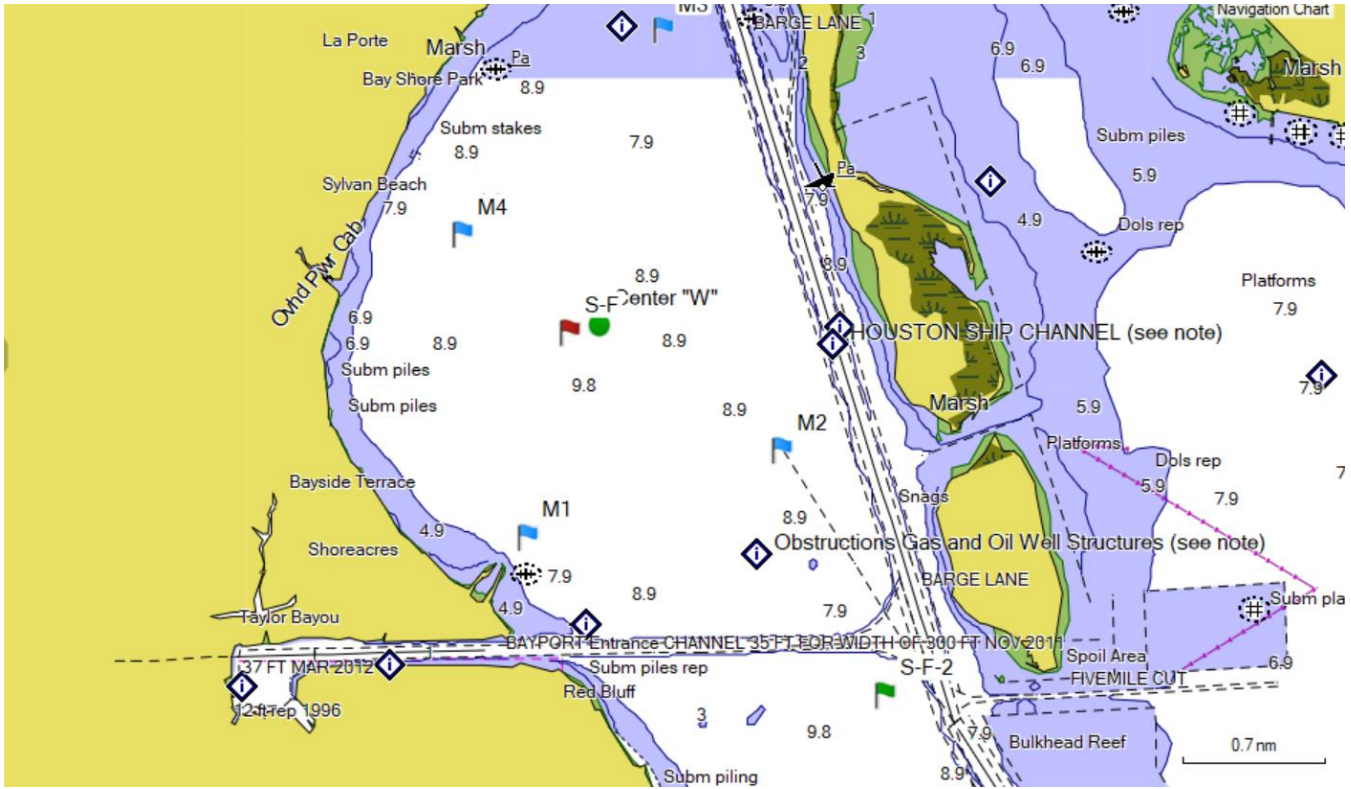 M3
BARGE LANE
1
Navigation Chart
La Porte
Marsh
Pa
Bay Shore Park
8.9
2
3
6.9
6.9
Marsh
Subm stakes
8.9
7.9
Subm piles
5.9
Sylvan Beach
7.9
M4
Pa
7.9
4.9
Dols rep
Ovhd Pwr Cab
8.9
8.9
Platforms
7.9
S-F
Center "W"
6.9
6.9
8.9
8.9
HOUSTON SHIP CHANNEL (see note)
Subm piles
9.8
7.9
Subm piles
8.9
Marsh
5.9
M2
Platforms
Dols rep
5.9
7.9
7
Bayside Terrace
Snags
4.9
M1
8.9
Shoreacres
Obstructions Gas and Oil Well Structures (see note)
7.9
BARGE LANE
4.9
8.9
7.9
Subm pla
Taylor Bayou
BAYPORT Entrance CHANNEL 35 FT FOR WIDTH OF 300 FT NOV 2011
37 FT MAR 2012
Subm piles rep
S-F-2
Spoil Area
6.9
Red Bluff
FIVEMILE CUT
12 ft rep 1996
3
9.8
7.9
Bulkhead Reef
0.7 nm
Subm piling
8.9